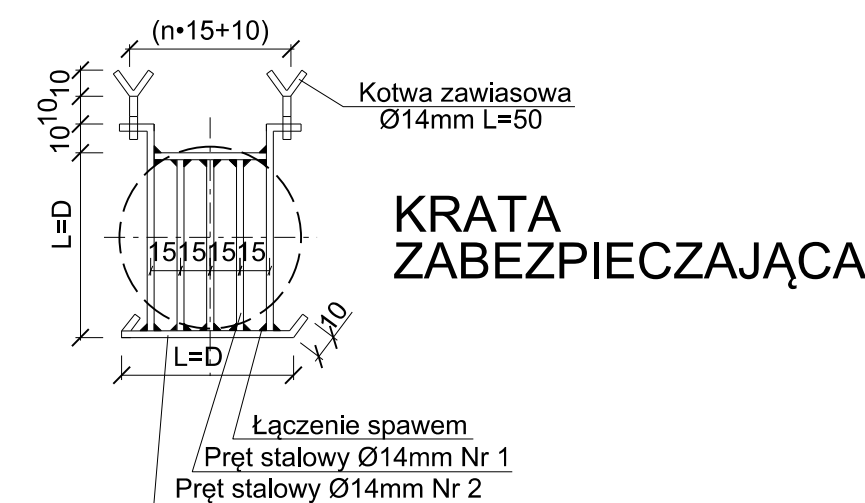 (n•15+10)
10
10
10
Kotwa zawiasowa
Ø14mm L=50
KRATA
ZABEZPIECZAJĄCA
L=D
15 15 15 15
10
L=D
Łączenie spawem
Pręt stalowy Ø14mm Nr 1
Pręt stalowy Ø14mm Nr 2